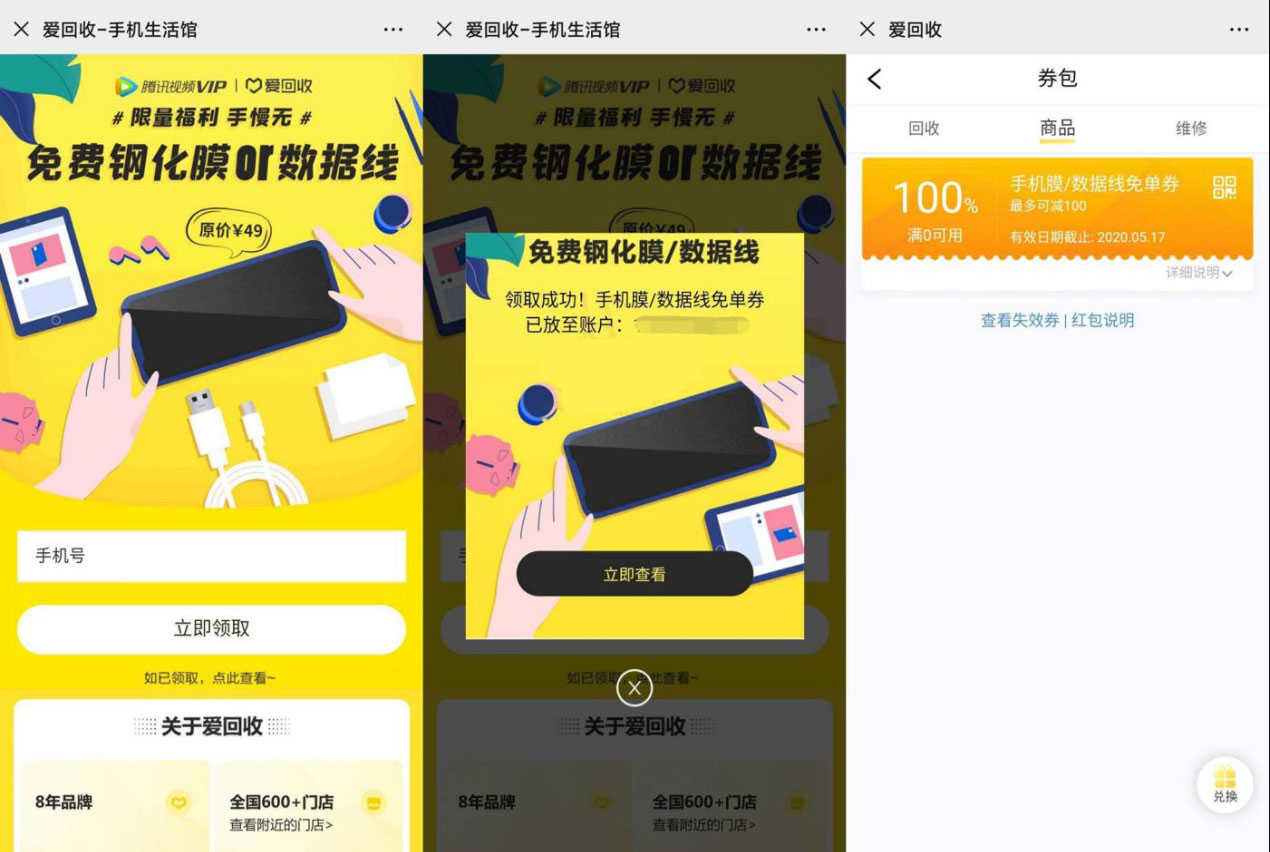 爱回收-手机生活馆
腾讯视频VIP | 爱回收
# 限量福利 手慢无 #
免费钢化膜or数据线
原价¥49
手机号
立即领取
如已领取，点此查看~
关于爱回收
8年品牌
全国600+门店
查看附近的门店>
爱回收-手机生活馆
腾讯视频VIP | 爱回收
# 限量福利 手慢无 #
免费钢化膜or数据线
原价¥49
免费钢化膜/数据线
领取成功！手机膜/数据线免单券
已放至账户：
立即查看
X
关于爱回收
8年品牌
全国600+门店
查看附近的门店>
爱回收
券包
回收
商品
维修
100%
满0可用
手机膜/数据线免单券
最多可减100
有效日期截止: 2020.05.17
详细说明
查看失效券 | 红包说明
兑换